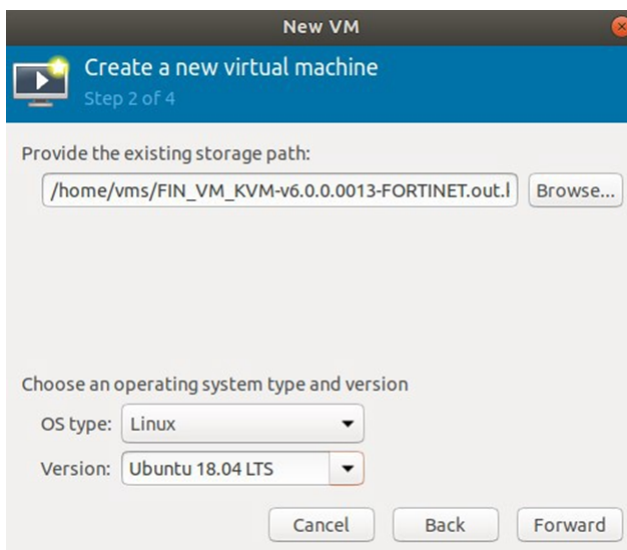 New VM
Create a new virtual machine
Step 2 of 4
Provide the existing storage path:
/home/vms/FIN_VM_KVM-v6.0.0.0013-FORTINET.out. Browse...
Choose an operating system type and version
OS type: Linux
Version: Ubuntu 18.04 LTS
Cancel Back Forward